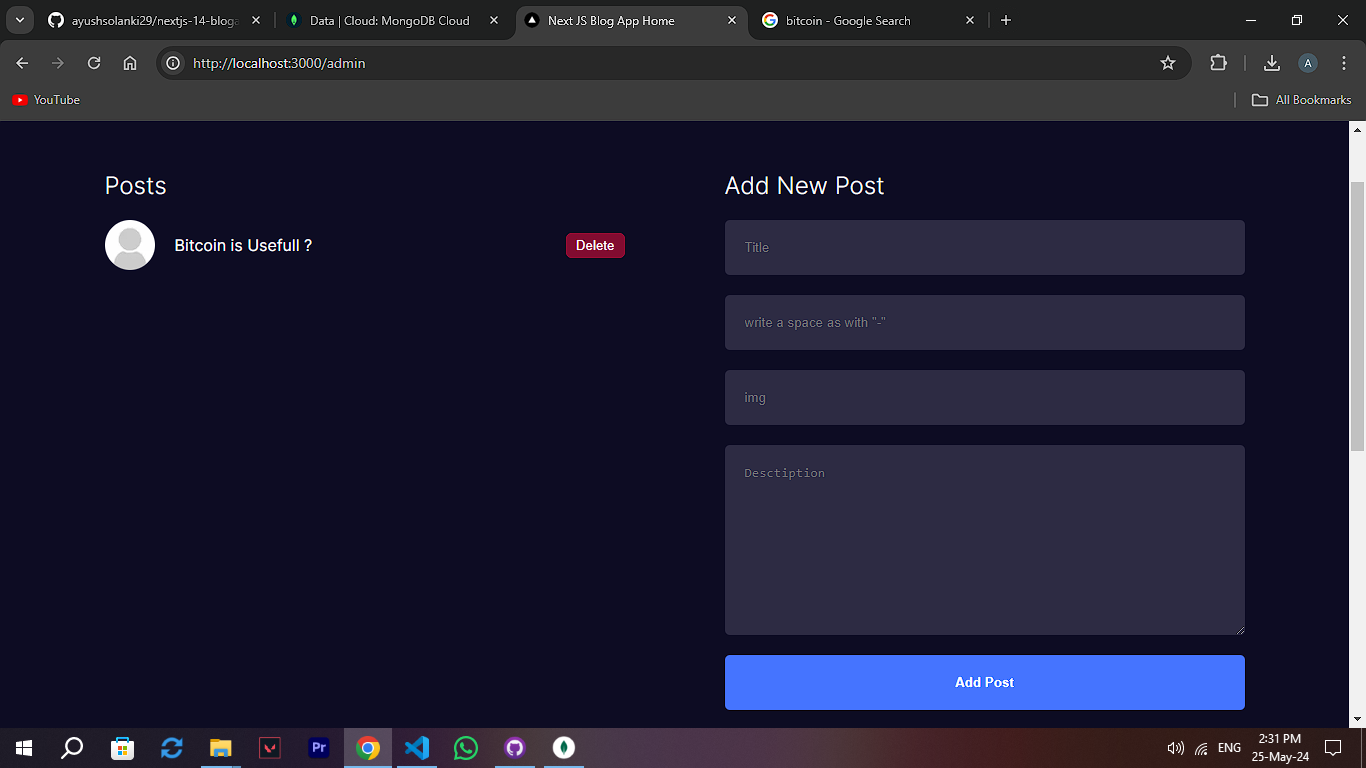 ayushsolanki29/nextjs-14-bloga
Data | Cloud: MongoDB Cloud
Next JS Blog App Home
bitcoin - Google Search
http://localhost:3000/admin
A
YouTube
All Bookmarks
Posts
Bitcoin is Usefull ?
Delete
Add New Post
Title
write a space as with "-"
img
Desctiption
Add Post
Pr
ENG
2:31 PM
25-May-24